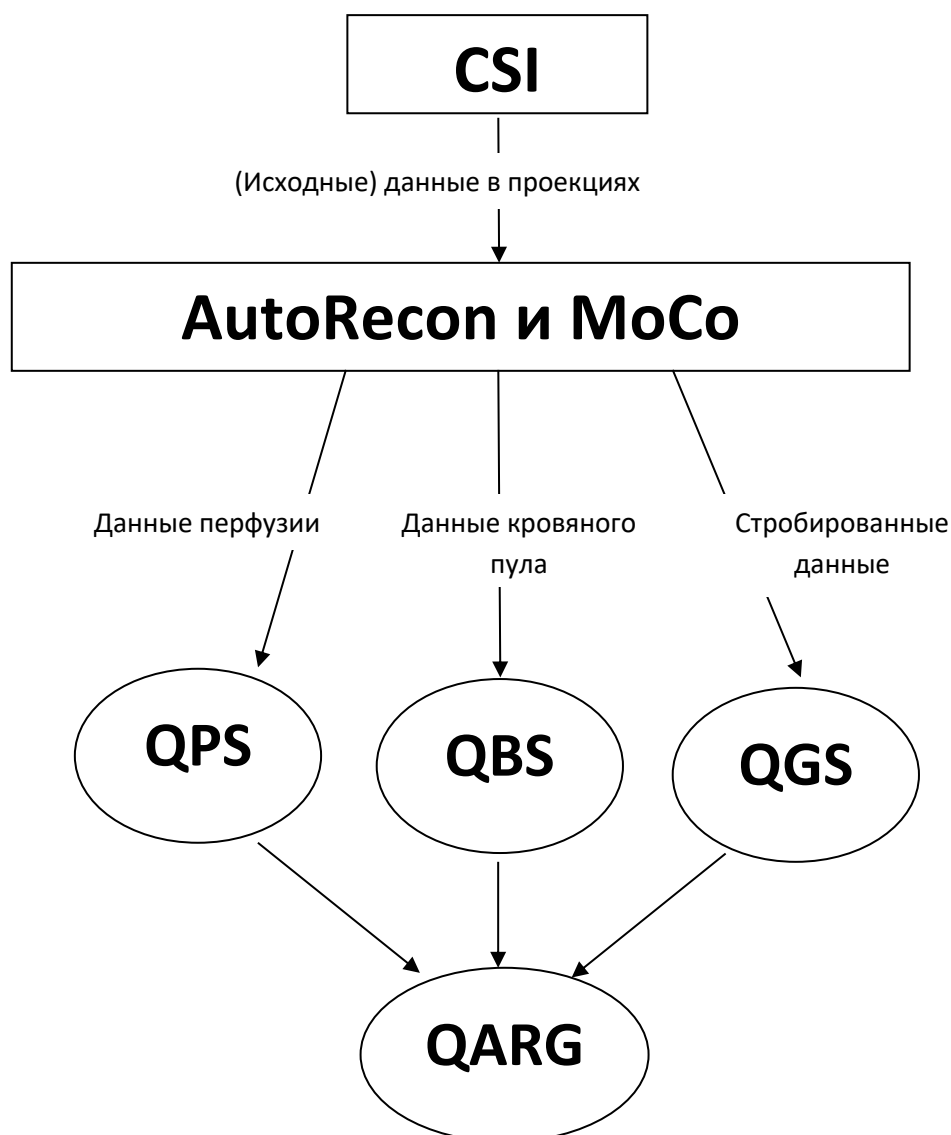 CSI
(Исходные) данные в проекциях
AutoRecon и MoCo
Данные перфузии
Данные кровяного
пула
Стробированные
данные
QPS
QBS
QGS
QARG